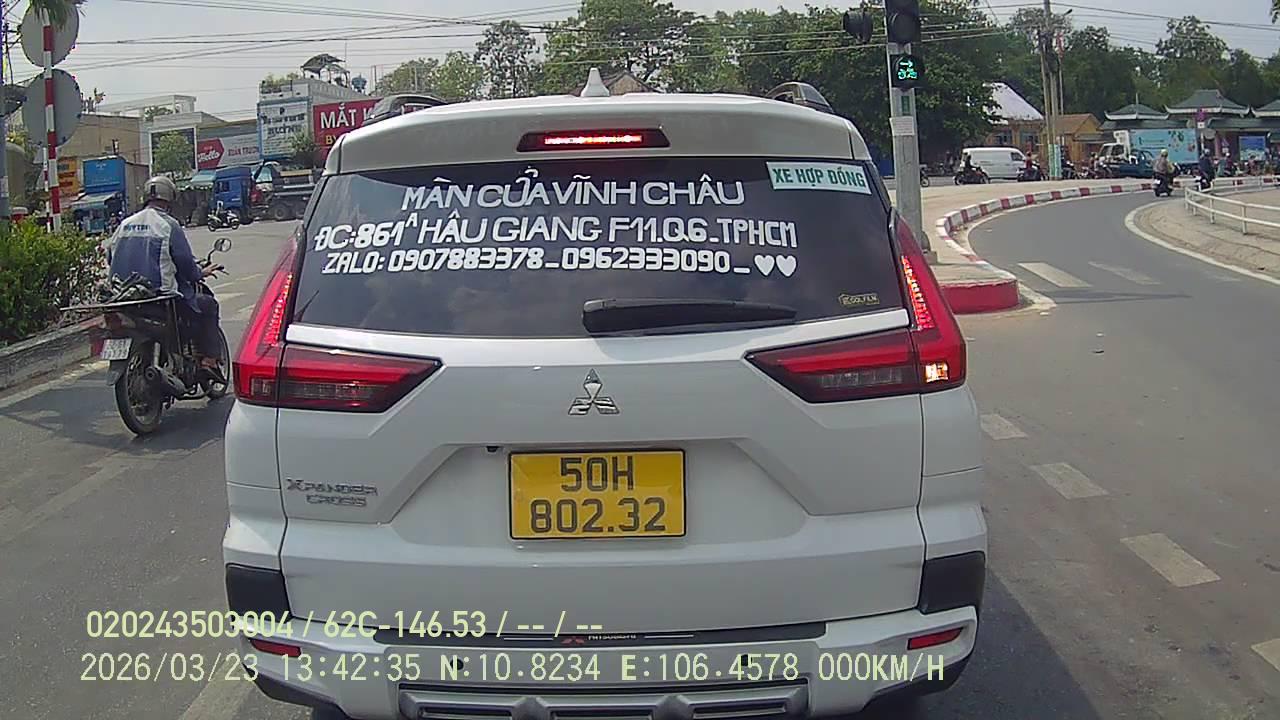 MẮT K
XE HỢP ĐỒNG
MÀN CỬA VĨNH CHÂU
ĐC:861A HẬU GIANG F11.Q6_TPHCM
ZALO: 0907883378_0962333090_
XPANDER
CROSS
50H
802.32
MITSUBISHI
020243503004 / 62C-146.53 / -- / --
2026/03/23 13:42:35 N:10.8234 E:106.4578 000KM/H